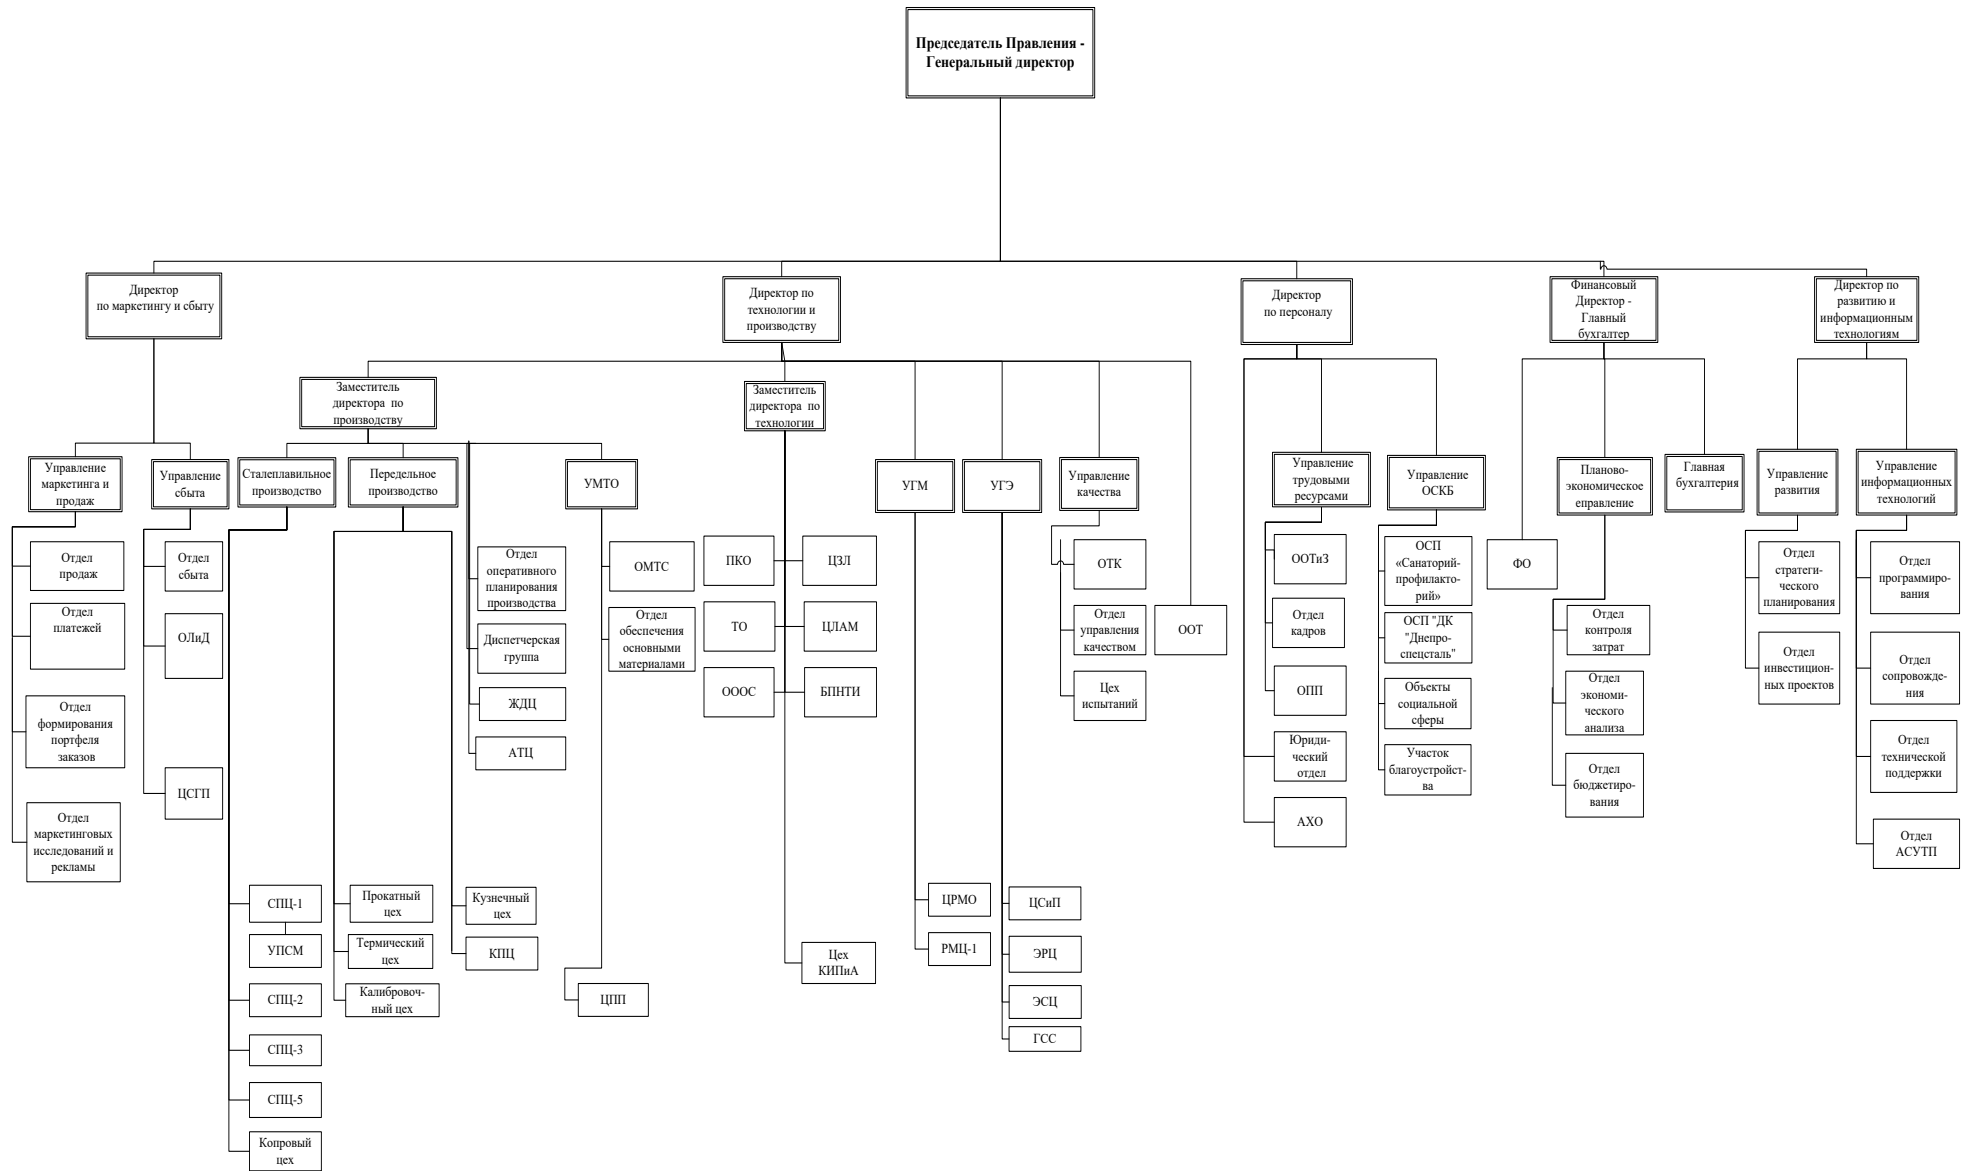 Председатель Правления -
Генеральный директор
Директор
по маркетингу и сбыту
Директор по
технологии и
производству
Директор
по персоналу
Финансовый
Директор -
Главный
бухгалтер
Директор по
развитию и
информационным
технологиям
Заместитель
директора по
производству
Заместитель
директора по
технологии
Управление
маркетинга и
продаж
Управление
сбыта
Сталеплавильное
производство
Передельное
производство
УМТО
УГМ
УГЭ
Управление
качества
Управление
трудовыми
ресурсами
Управление
ОСКБ
Планово-
экономическое
еправление
Главная
бухгалтерия
Управление
развития
Управление
информационных
технологий
Отдел
продаж
Отдел
платежей
Отдел
формирования
портфеля
заказов
Отдел
маркетинговых
исследований и
рекламы
Отдел
сбыта
ОЛиД
ЦСГП
СПЦ-1
УПСМ
СПЦ-2
СПЦ-3
СПЦ-5
Копровый
цех
Прокатный
цех
Термический
цех
Калибровоч-
ный цех
Кузнечный
цех
КПЦ
Отдел
оперативного
планирования
производства
Диспетчерская
группа
ЖДЦ
АТЦ
ОМТС
Отдел
обеспечения
основными
материалами
ЦПП
ПКО
ЦЗЛ
ТО
ЦЛАМ
ОООС
БПНТИ
Цех
КИПиА
ЦРМО
РМЦ-1
ЦСиП
ЭРЦ
ЭСЦ
ГСС
ОТК
Отдел
управления
качеством
Цех
испытаний
ООТ
ООТиЗ
Отдел
кадров
ОПП
Юриди-
ческий
отдел
АХО
ОСП
«Санаторий-
профилакто-
рий»
ОСП "ДК
"Днепро-
спецсталь"
Объекты
социальной
сферы
Участок
благоустройст-
ва
ФО
Отдел
контроля
затрат
Отдел
экономи-
ческого
анализа
Отдел
бюджетиро-
вания
Отдел
стратеги-
ческого
планирования
Отдел
инвестицион-
ных проектов
Отдел
программиро-
вания
Отдел
сопровожде-
ния
Отдел
технической
поддержки
Отдел
АСУТП